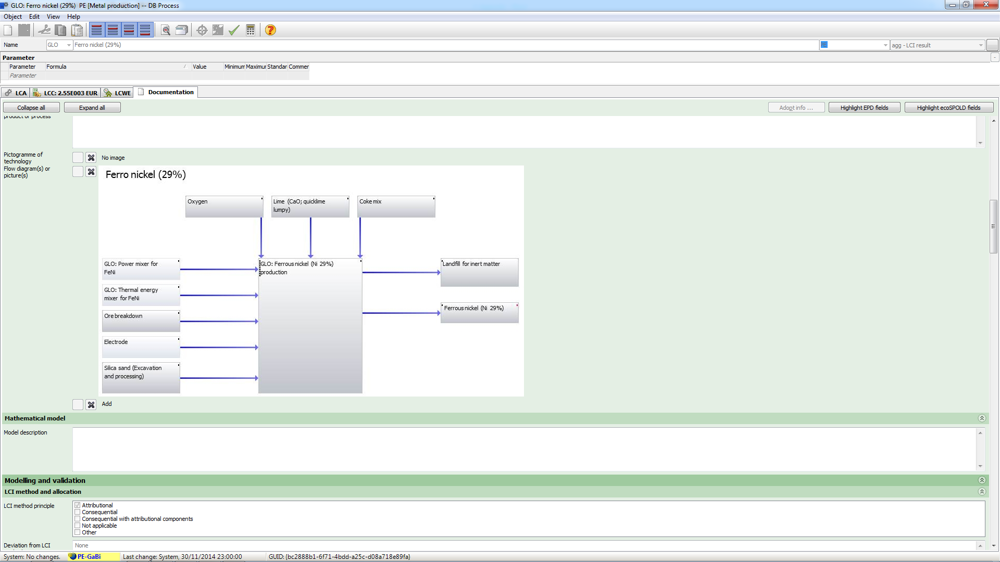 GLO: Ferro nickel (29%)  PE [Metal production] -- DB Process
Object Edit View Help
Name GLO Ferro nickel (29%) agg - LCI result
Parameter
Parameter Formula Value Minimum Maximur Standar Commer
Parameter
LCA LCC: 2.55E003 EUR LCWE Documentation
Collapse all Expand all Adopt info ... Highlight EPD fields Highlight ecoSPOLD fields
product or process
Pictogramme of
technology
No image
Flow diagram(s) or
picture(s)
Ferro nickel (29%)
Oxygen
Lime (CaO; quicklime
lumpy)
Coke mix
GLO: Power mixer for
FeNi
GLO: Thermal energy
mixer for FeNi
Ore breakdown
Electrode
Silica sand (Excavation
and processing)
GLO: Ferrous nickel (Ni 29%)
production
Landfill for inert matter
Ferrous nickel (Ni 29%)
Add
Mathematical model
Model description
Modelling and validation
LCI method and allocation
LCI method principle
Attributional
Consequential
Consequential with attributional components
Not applicable
Other
Deviation from LCI
None
System: No changes. PE-GaBi Last change: System, 30/11/2014 23:00:00 GUID: {bc2888b1-6f71-4bdd-a25c-d08a718e89fa}